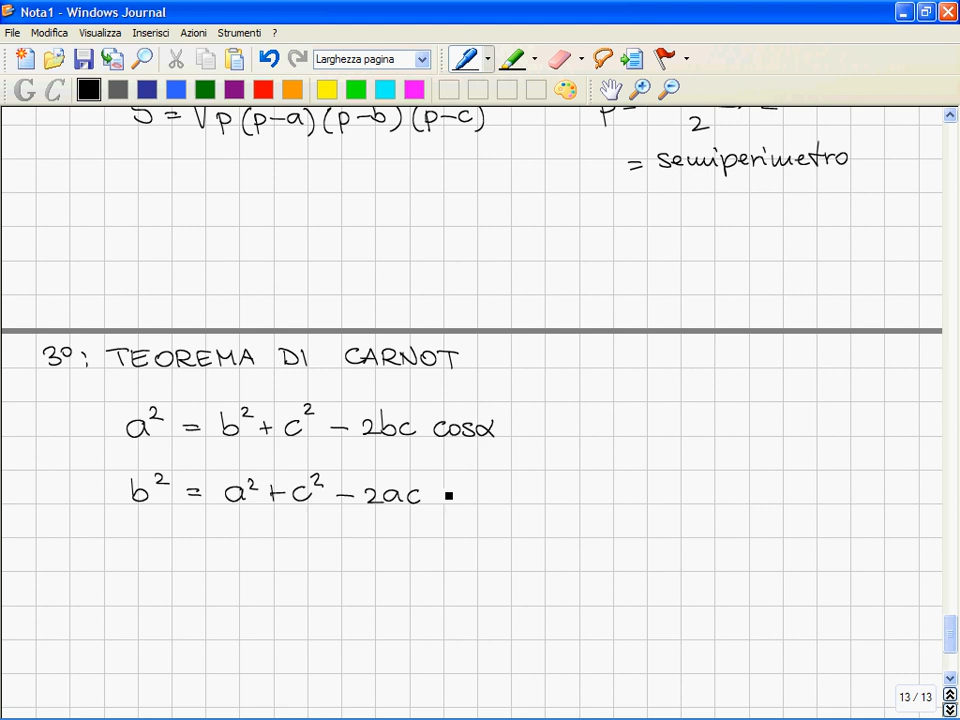 Nota1 - Windows Journal
File Modifica Visualizza Inserisci Azioni Strumenti ?
Larghezza pagina
G C
S = √p(p-a)(p-b)(p-c)
p =
2
= semiperimetro
3°: TEOREMA DI CARNOT
a² = b² + c² - 2bc cosα
b² = a² + c² - 2ac
13 / 13